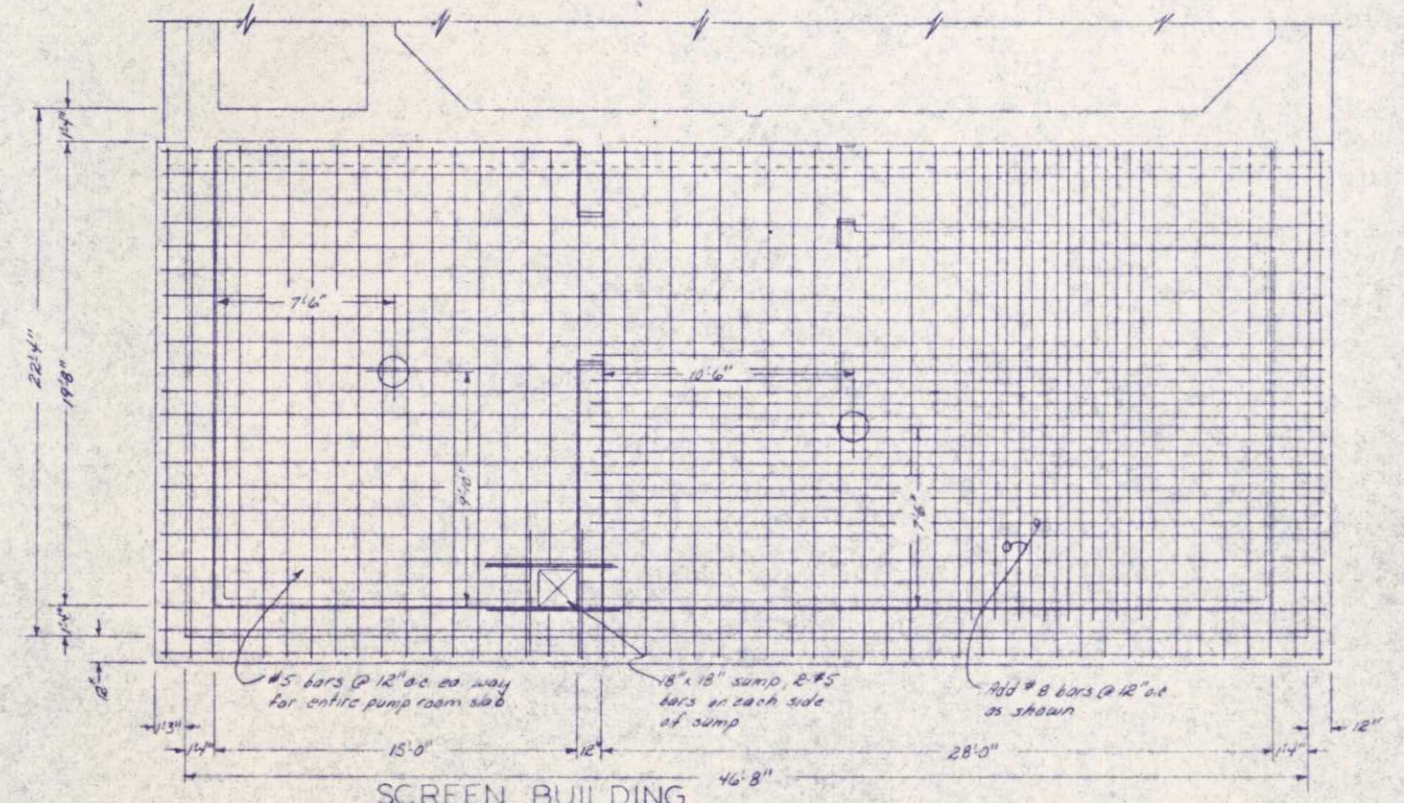 1'-4"
22'-4"
19'-8"
7'-6"
10'-6"
9'-10"
7'-6"
1'-4"
#5 bars @ 12" o.c. ea. way
for entire pump room slab
18" x 18" sump, 2-#5
bars on each side
of sump
Add #8 bars @ 12" o.c
as shown
1'-3"
1'-4"
15'-0"
12"
28'-0"
1'-4"
12"
46'-8"
SCREEN BUILDING